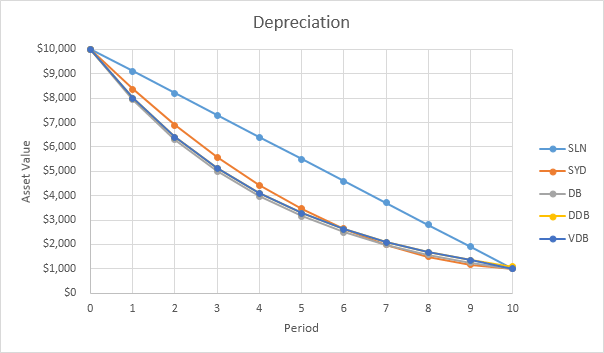 Depreciation
$10,000
$9,000
$8,000
$7,000
$6,000
$5,000
$4,000
$3,000
$2,000
$1,000
$0
Asset Value
0 1 2 3 4 5 6 7 8 9 10
Period
SLN
SYD
DB
DDB
VDB